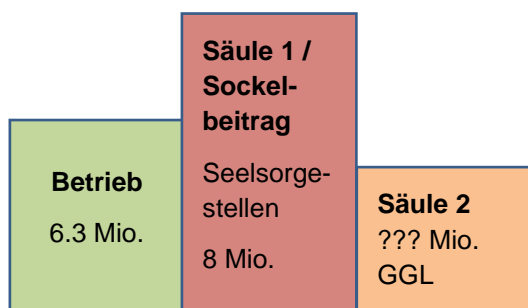 Betrieb
6.3 Mio.
Säule 1 /
Sockel-
beitrag
Seelsorge-
stellen
8 Mio.
Säule 2
??? Mio.
GGL